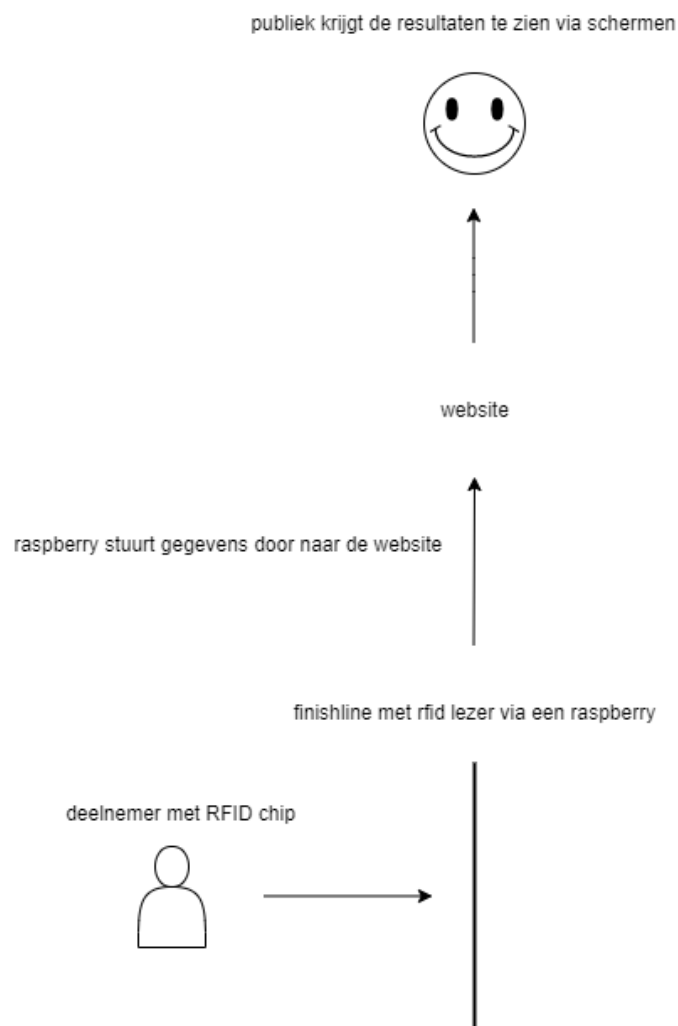 publiek krijgt de resultaten te zien via schermen
website
raspberry stuurt gegevens door naar de website
finishline met rfid lezer via een raspberry
deelnemer met RFID chip